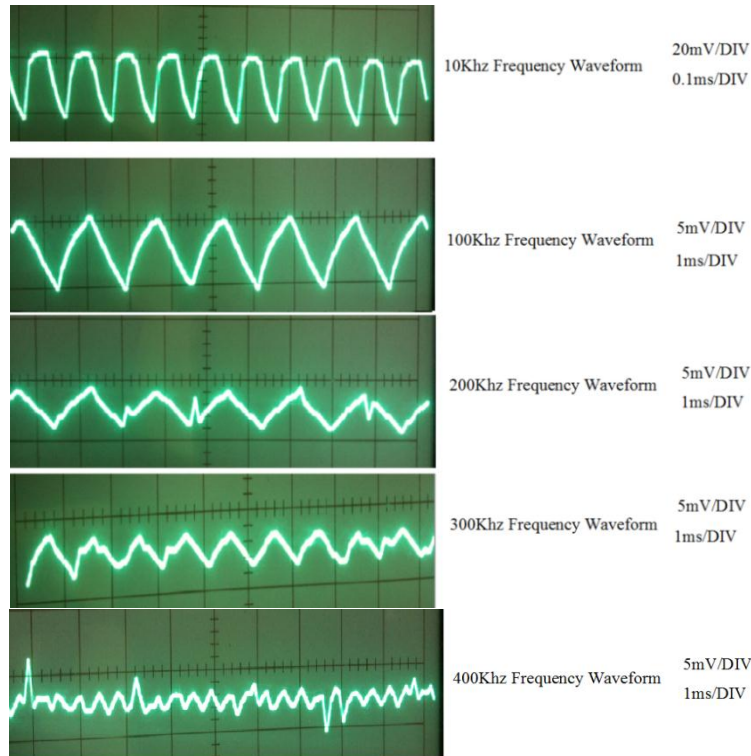 10Khz Frequency Waveform
20mV/DIV
0.1ms/DIV
100Khz Frequency Waveform
5mV/DIV
1ms/DIV
200Khz Frequency Waveform
5mV/DIV
1ms/DIV
300Khz Frequency Waveform
5mV/DIV
1ms/DIV
400Khz Frequency Waveform
5mV/DIV
1ms/DIV